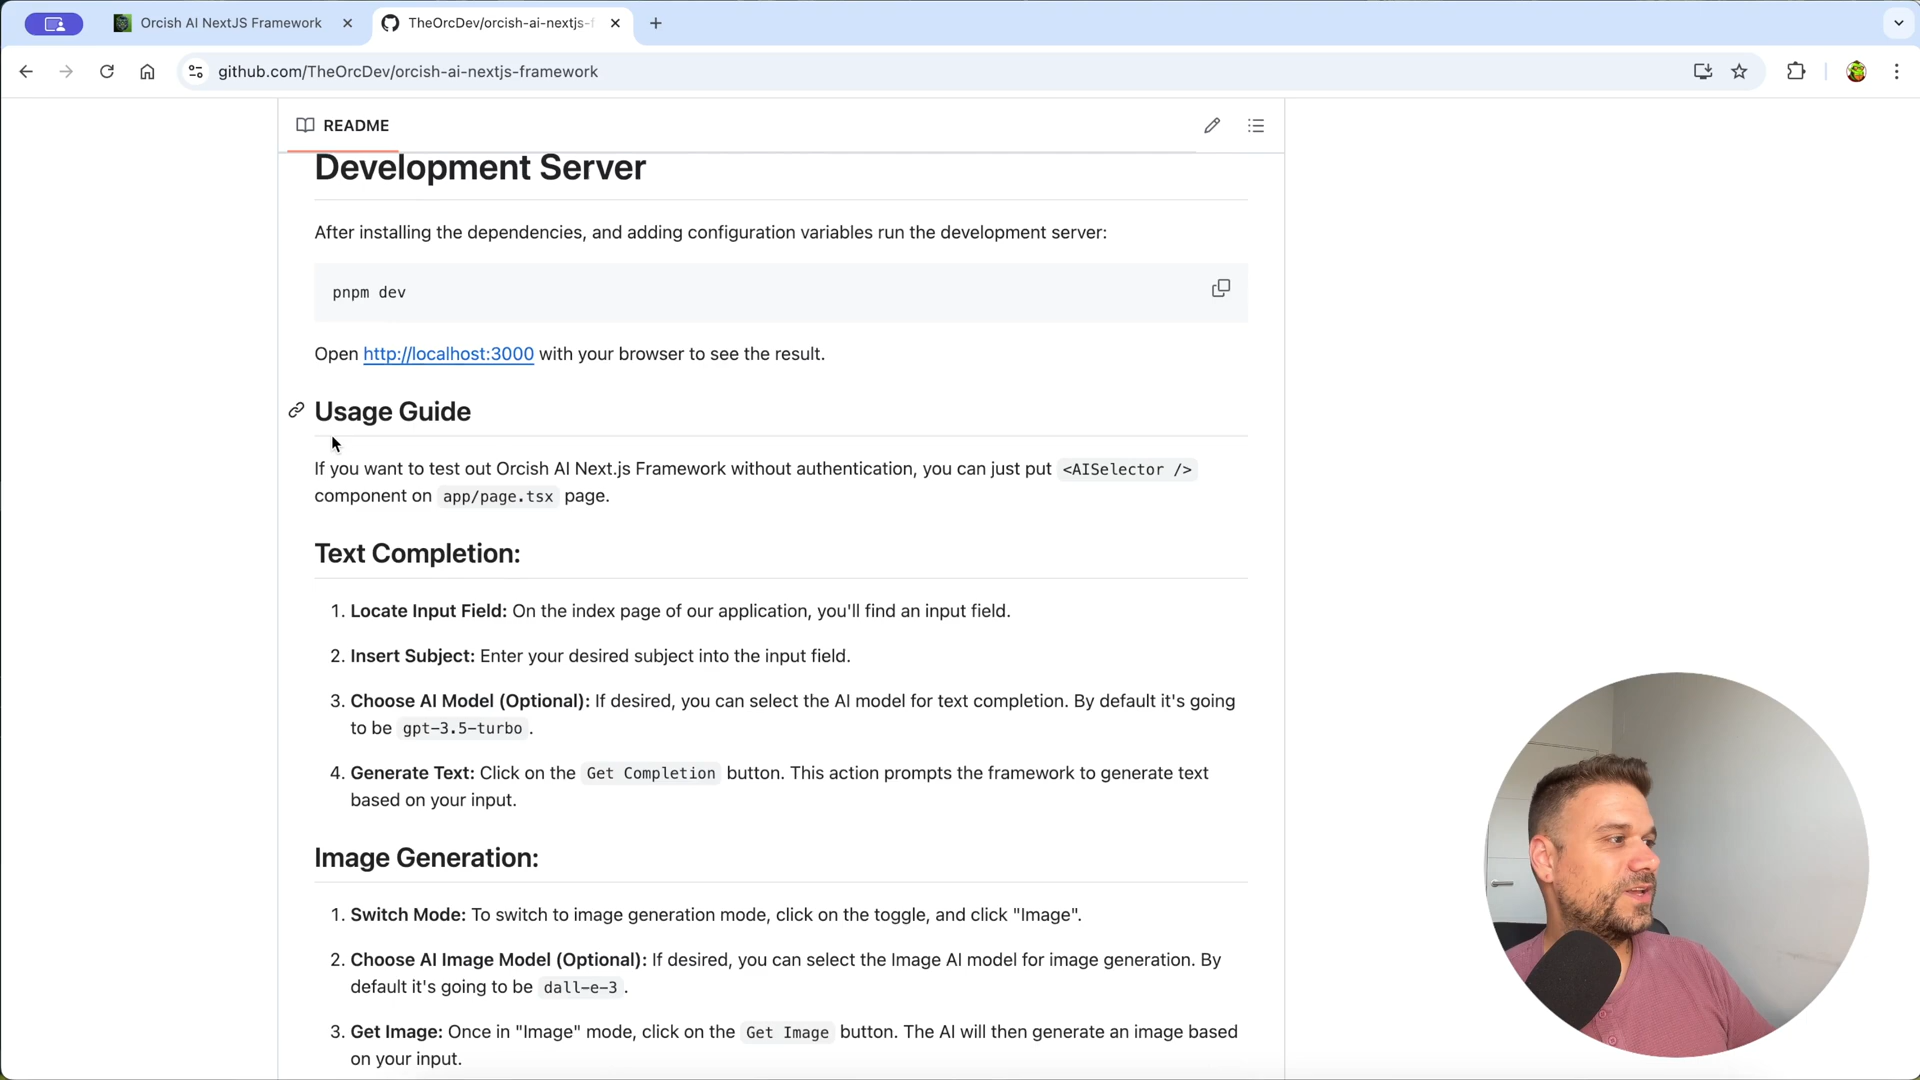 Orcish AI NextJS Framework
TheOrcDev/orcish-ai-nextjs-f
github.com/TheOrcDev/orcish-ai-nextjs-framework
README
Development Server
After installing the dependencies, and adding configuration variables run the development server:
pnpm dev
Open http://localhost:3000 with your browser to see the result.
Usage Guide
If you want to test out Orcish AI Next.js Framework without authentication, you can just put <AISelector />
component on app/page.tsx page.
Text Completion:
1. Locate Input Field: On the index page of our application, you'll find an input field.
2. Insert Subject: Enter your desired subject into the input field.
3. Choose AI Model (Optional): If desired, you can select the AI model for text completion. By default it's going
to be gpt-3.5-turbo.
4. Generate Text: Click on the Get Completion button. This action prompts the framework to generate text
based on your input.
Image Generation:
1. Switch Mode: To switch to image generation mode, click on the toggle, and click "Image".
2. Choose AI Image Model (Optional): If desired, you can select the Image AI model for image generation. By
default it's going to be dall-e-3.
3. Get Image: Once in "Image" mode, click on the Get Image button. The AI will then generate an image based
on your input.